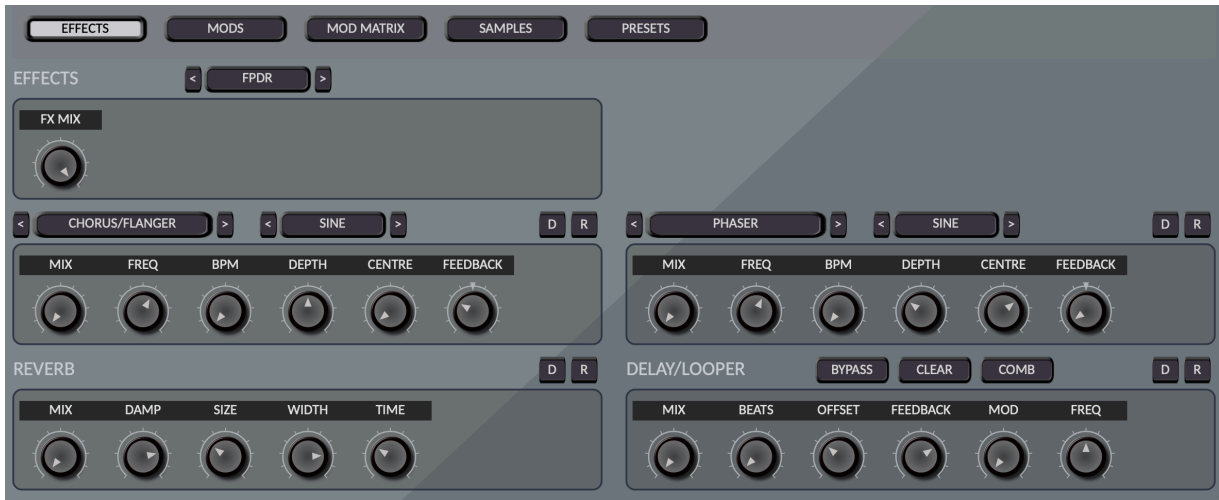 EFFECTS MODS MOD MATRIX SAMPLES PRESETS
EFFECTS < FPDR >
FX MIX
< CHORUS/FLANGER > < SINE > D R
MIX FREQ BPM DEPTH CENTRE FEEDBACK
< PHASER > < SINE > D R
MIX FREQ BPM DEPTH CENTRE FEEDBACK
REVERB D R
MIX DAMP SIZE WIDTH TIME
DELAY/LOOPER BYPASS CLEAR COMB D R
MIX BEATS OFFSET FEEDBACK MOD FREQ